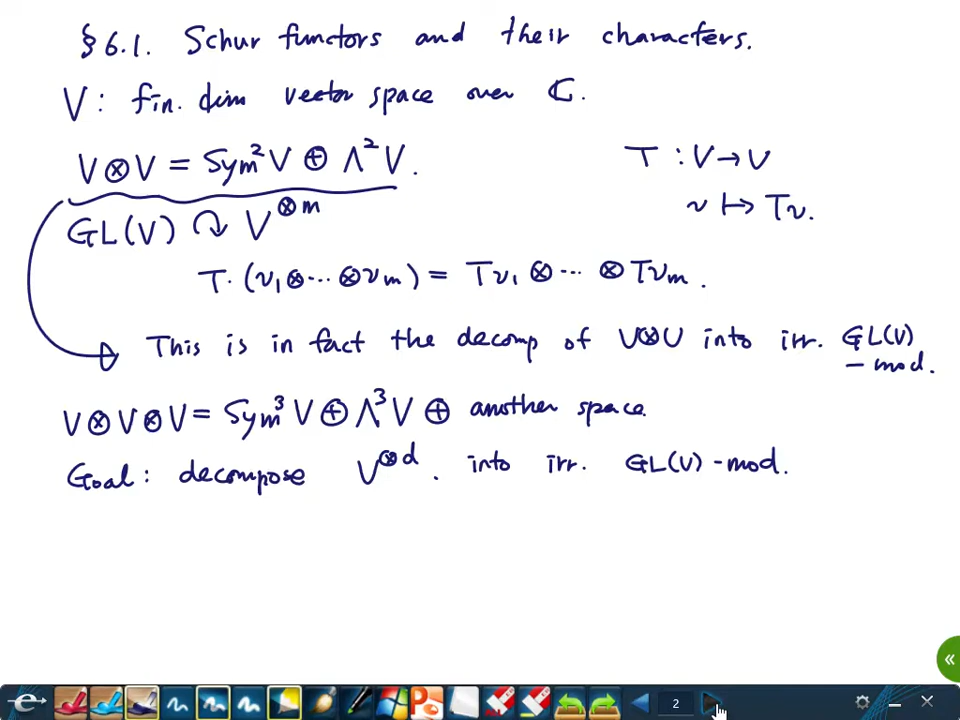 § 6.1. Schur functors and their characters.
V : fin. dim vector space over ℂ.
V⊗V = Sym²V ⊕ Λ²V.
T : V → V
v ↦ Tv.
GL(V) ↷ V^{⊗m}
T. (v₁⊗⋯⊗vₘ) = Tv₁ ⊗ ⋯ ⊗ Tvₘ.
This is in fact the decomp of V⊗V into irr. GL(V)
-mod.
V⊗V⊗V = Sym³V ⊕ Λ³V ⊕ another space
Goal : decompose V^{⊗d}. into irr. GL(V)-mod.
2